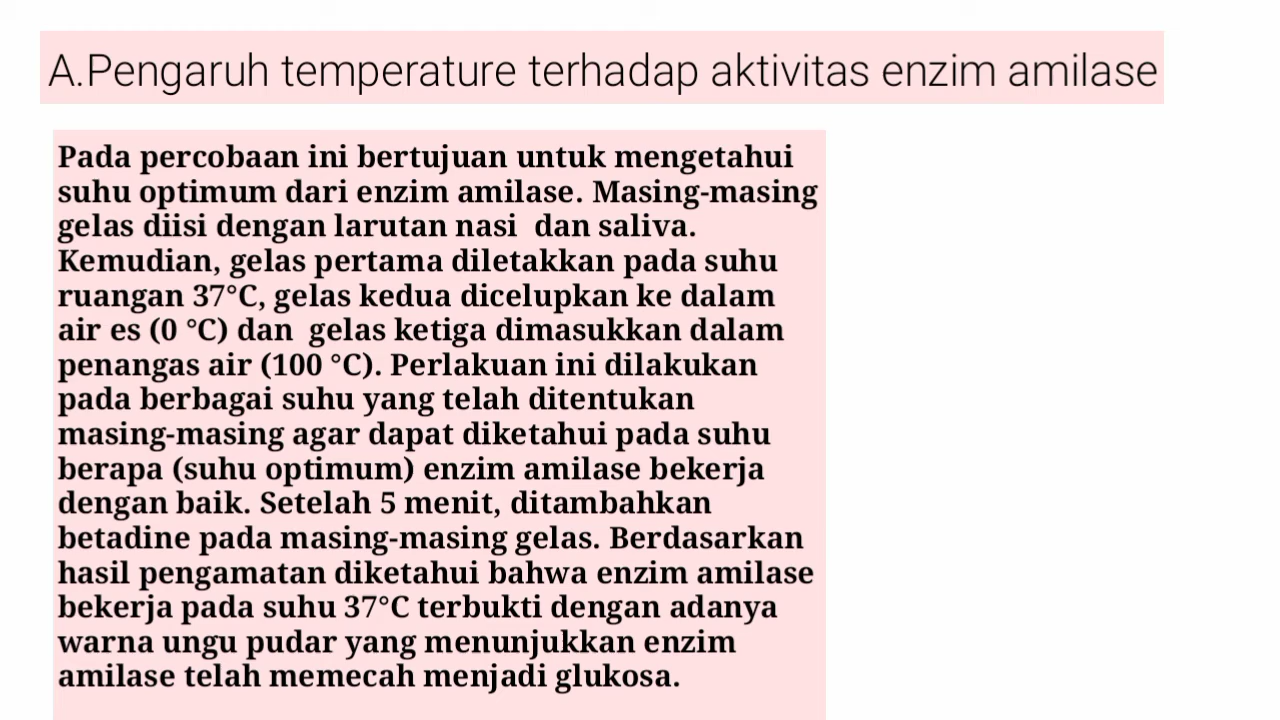 A.Pengaruh temperature terhadap aktivitas enzim amilase
Pada percobaan ini bertujuan untuk mengetahui
suhu optimum dari enzim amilase. Masing-masing
gelas diisi dengan larutan nasi  dan saliva.
Kemudian, gelas pertama diletakkan pada suhu
ruangan 37°C, gelas kedua dicelupkan ke dalam
air es (0 °C) dan  gelas ketiga dimasukkan dalam
penangas air (100 °C). Perlakuan ini dilakukan
pada berbagai suhu yang telah ditentukan
masing-masing agar dapat diketahui pada suhu
berapa (suhu optimum) enzim amilase bekerja
dengan baik. Setelah 5 menit, ditambahkan
betadine pada masing-masing gelas. Berdasarkan
hasil pengamatan diketahui bahwa enzim amilase
bekerja pada suhu 37°C terbukti dengan adanya
warna ungu pudar yang menunjukkan enzim
amilase telah memecah menjadi glukosa.